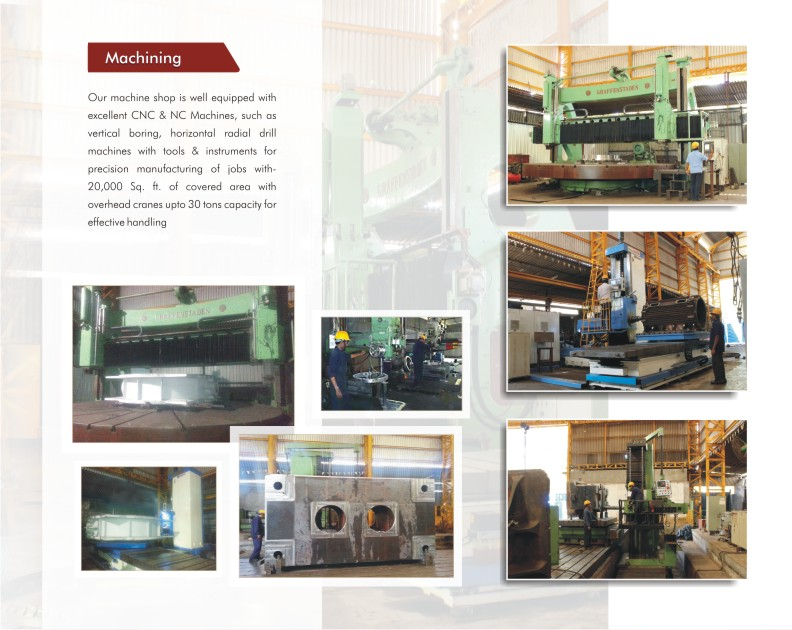 Machining
Our machine shop is well equipped with
excellent CNC & NC Machines, such as
vertical boring, horizontal radial drill
machines with tools & instruments for
precision manufacturing of jobs with-
20,000 Sq. ft. of covered area with
overhead cranes upto 30 tons capacity for
effective handling
GRAFFENSTADEN
GRAFFENSTADEN